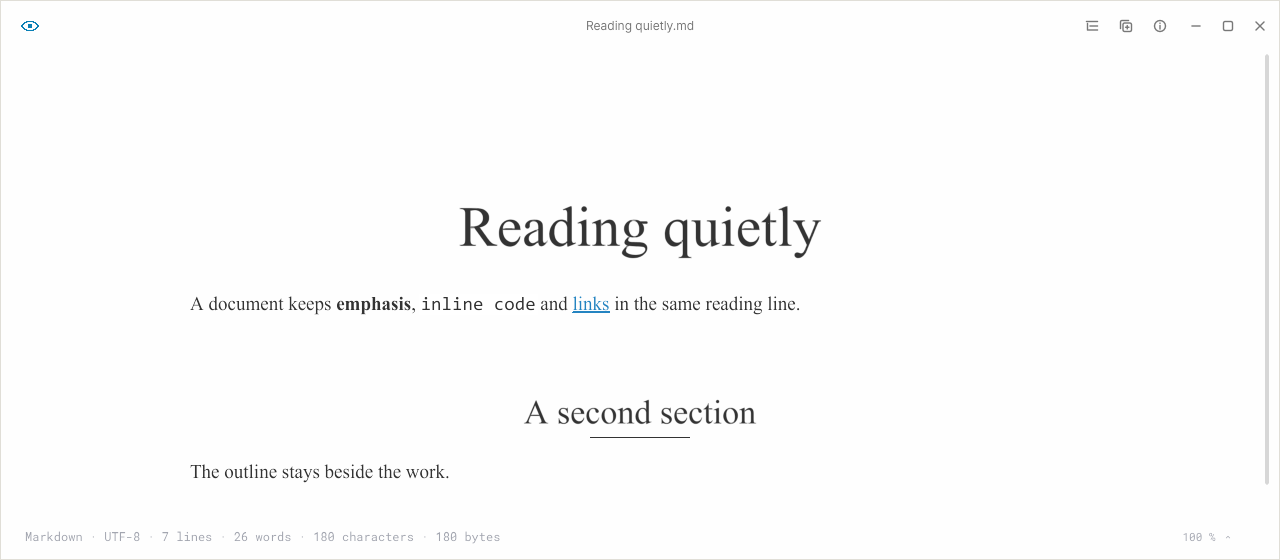 Reading quietly.md
Reading quietly
A document keeps emphasis, inline code and links in the same reading line.
A second section
The outline stays beside the work.
Markdown · UTF-8 · 7 lines · 26 words · 180 characters · 180 bytes
100 %